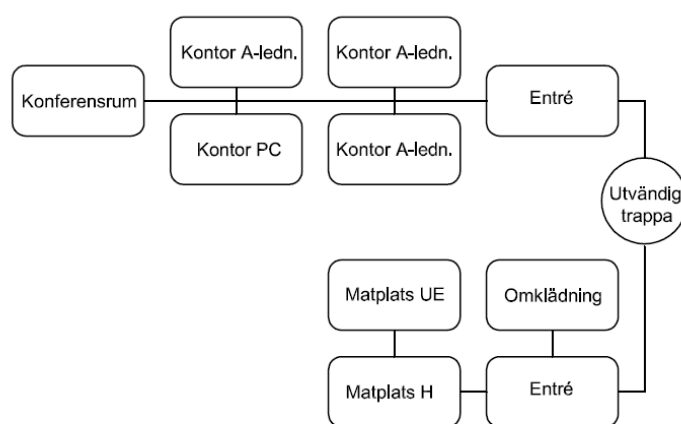 Kontor A-ledn.
Kontor A-ledn.
Konferensrum
Entré
Kontor PC
Kontor A-ledn.
Utvändig
trappa
Matplats UE
Omklädning
Matplats H
Entré